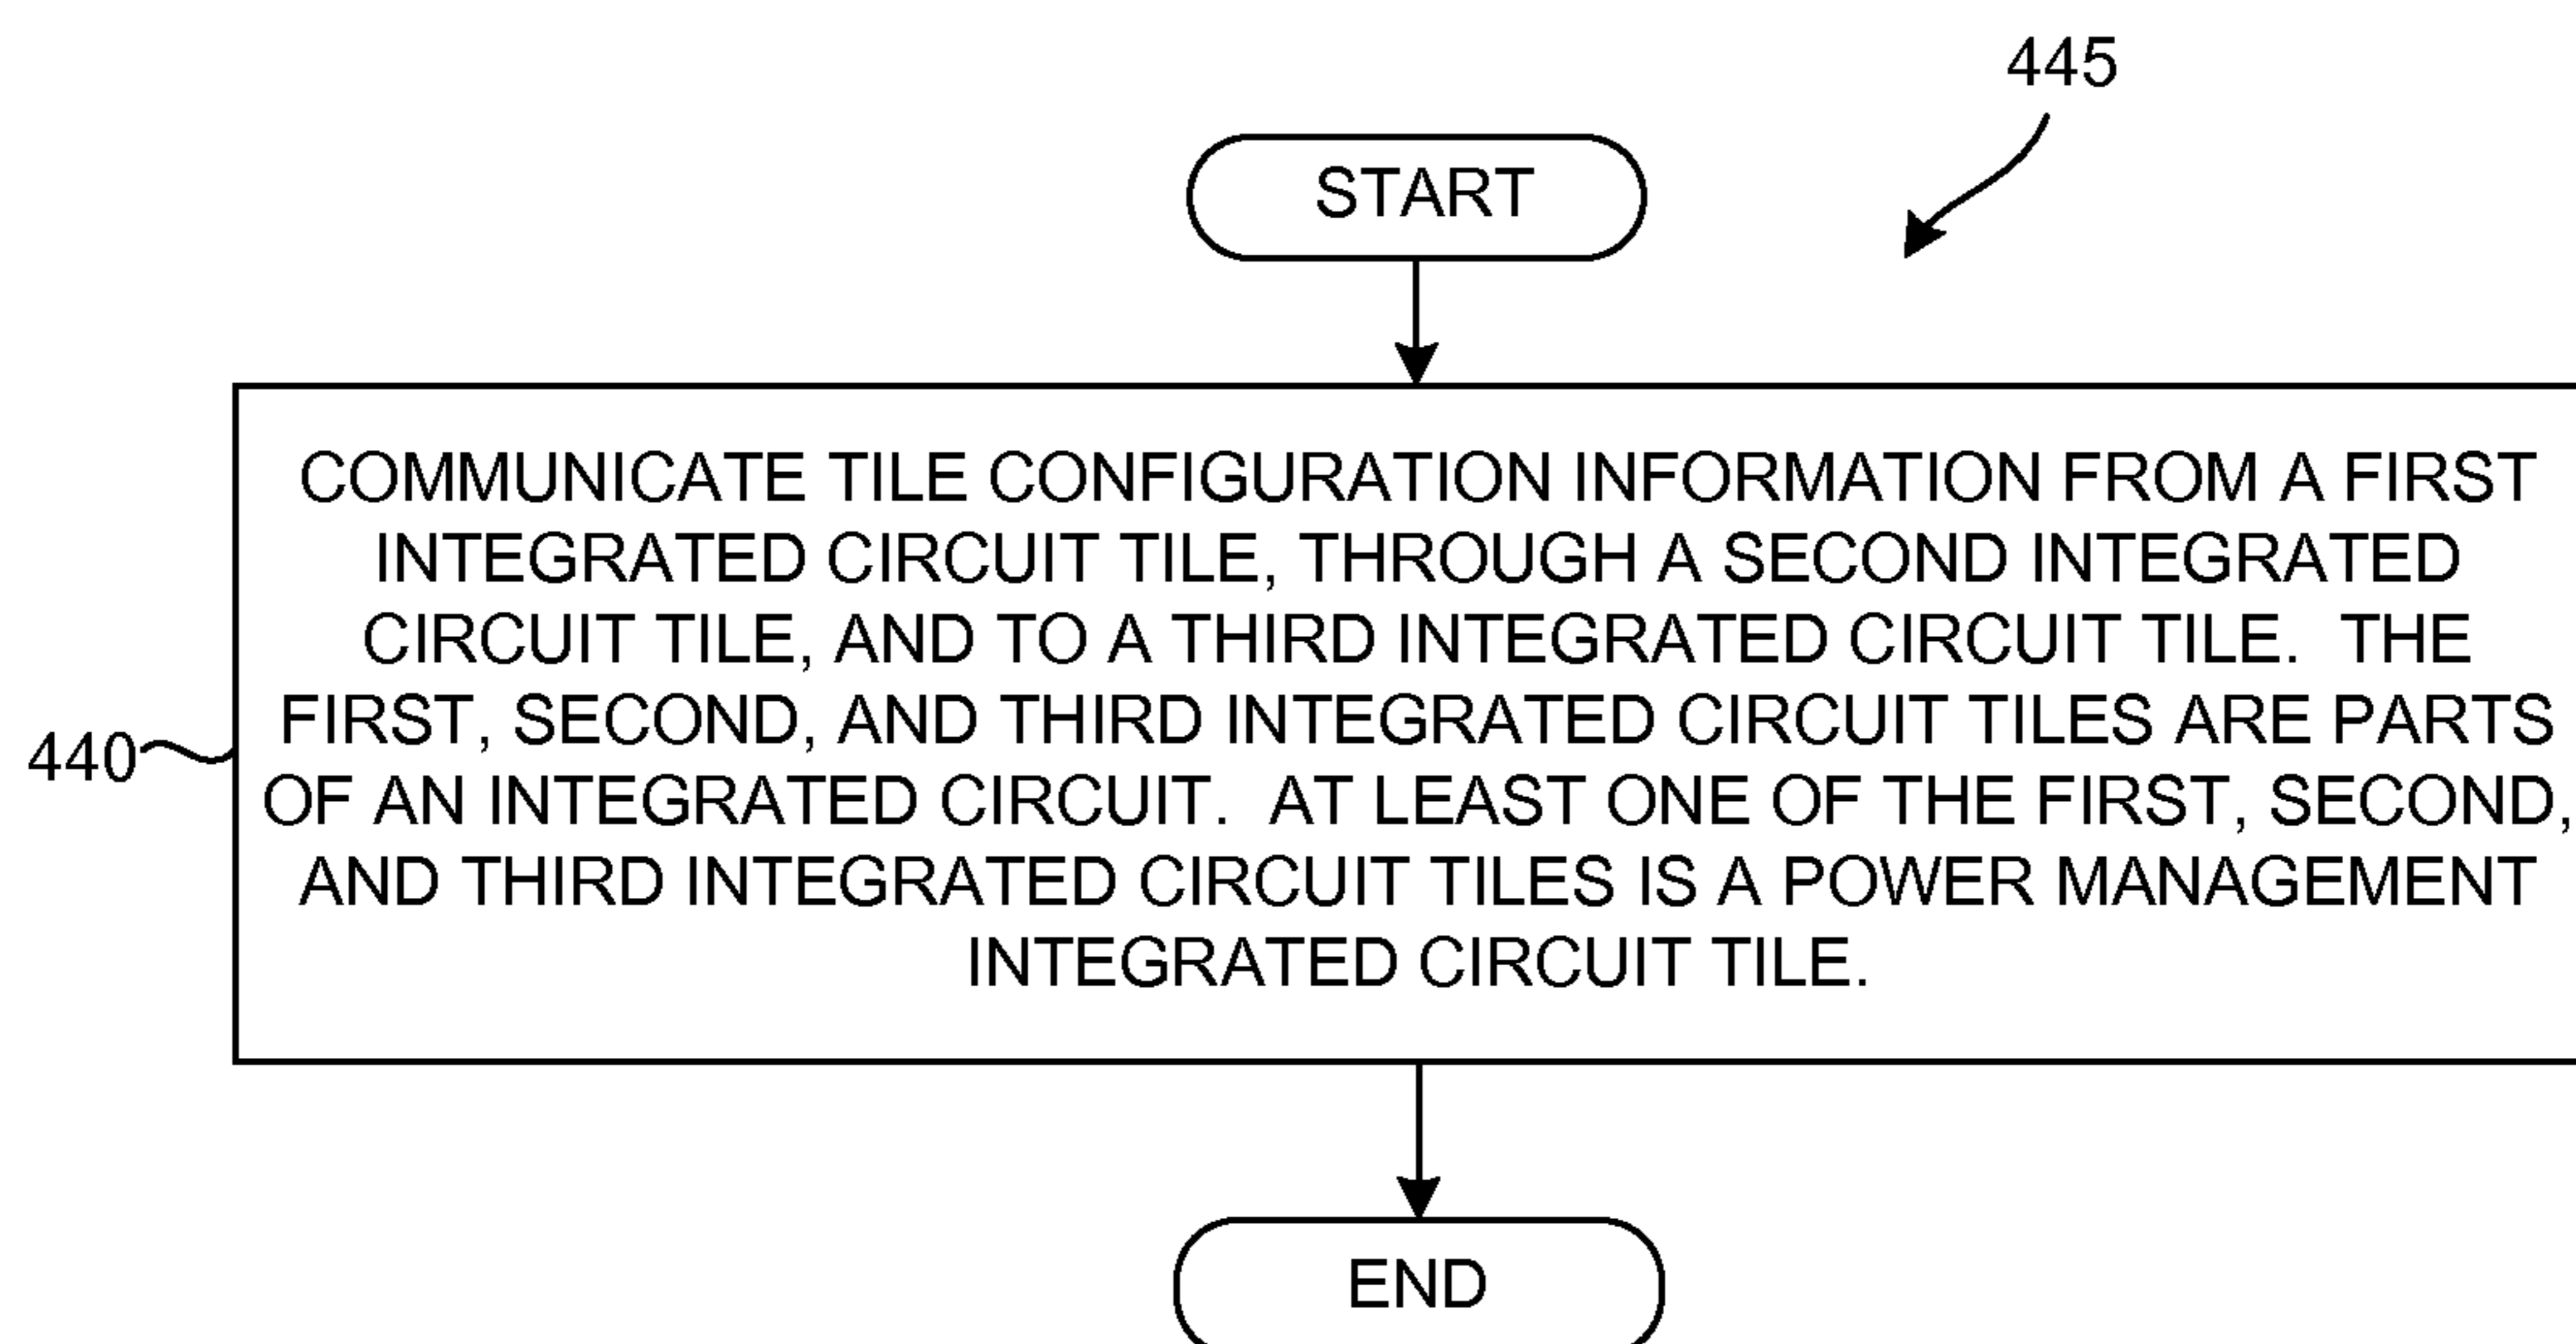 445
START
COMMUNICATE TILE CONFIGURATION INFORMATION FROM A FIRST
INTEGRATED CIRCUIT TILE, THROUGH A SECOND INTEGRATED
CIRCUIT TILE, AND TO A THIRD INTEGRATED CIRCUIT TILE. THE
FIRST, SECOND, AND THIRD INTEGRATED CIRCUIT TILES ARE PARTS
OF AN INTEGRATED CIRCUIT. AT LEAST ONE OF THE FIRST, SECOND,
AND THIRD INTEGRATED CIRCUIT TILES IS A POWER MANAGEMENT
INTEGRATED CIRCUIT TILE.
440
END